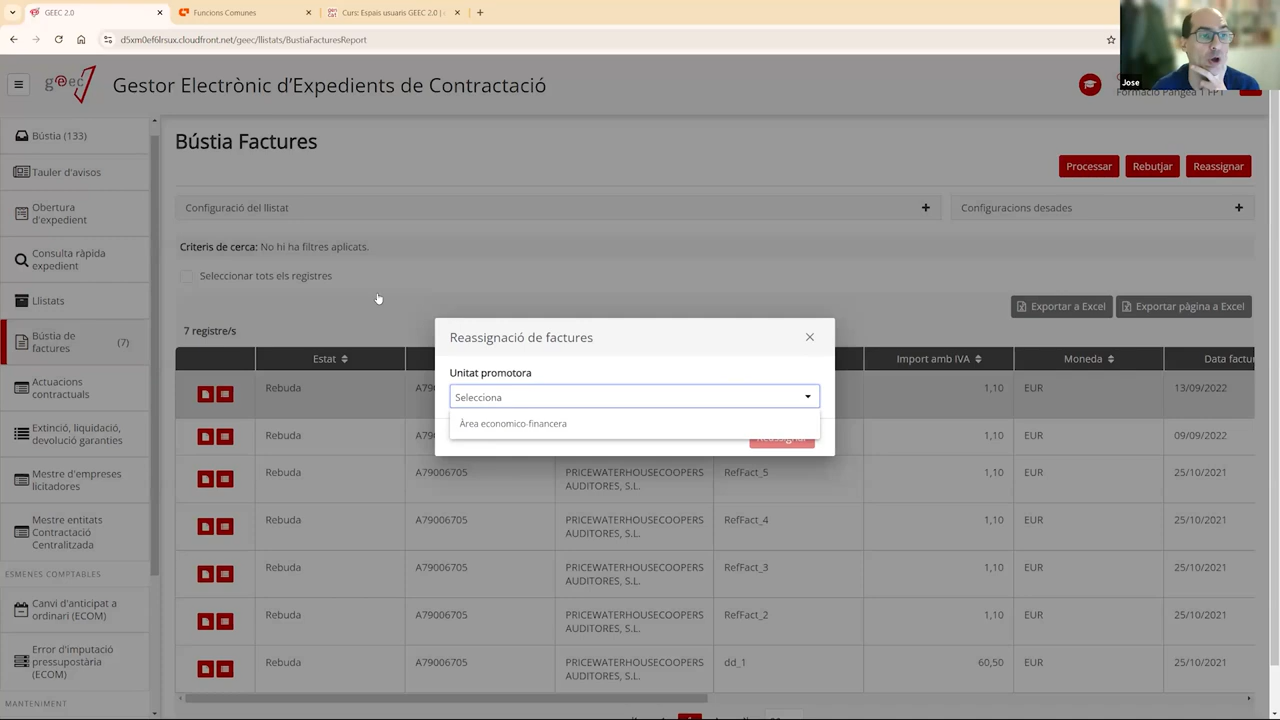 GEEC 2.0
Funcions Comunes
Curs: Espais usuaris GEEC 2.0 |
d5xm0ef6lrsux.cloudfront.net/geec/llistats/BustiaFacturesReport
Jose
geec
Gestor Electrònic d'Expedients de Contractació
Formació Pangea 1 FPT
Bústia (133)
Tauler d'avisos
Obertura
d'expedient
Consulta ràpida
expedient
Llistats
Bústia de
factures
(7)
Actuacions
contractuals
Extinció, liquidació,
devolució garanties
Mestre d'empreses
licitadores
Mestre entitats
Contractació
Centralitzada
ESMENES COMPTABLES
Canvi d'anticipat a
ordinari (ECOM)
Error d'imputació
pressupostària
(ECOM)
MANTENIMENT
Bústia Factures
Processar
Rebutjar
Reassignar
Configuració del llistat
Configuracions desades
Criteris de cerca: No hi ha filtres aplicats.
Seleccionar tots els registres
Exportar a Excel
Exportar pàgina a Excel
7 registre/s
Reassignació de factures
Unitat promotora
Selecciona
Àrea economico-financera
Reassignar
Estat Import amb IVA Moneda Data factur
Rebuda A79 1,10 EUR 13/09/2022
Rebuda A79 1,10 EUR 09/09/2022
Rebuda A79006705 PRICEWATERHOUSECOOPERS RefFact_5 1,10 EUR 25/10/2021
AUDITORES, S.L.
Rebuda A79006705 PRICEWATERHOUSECOOPERS RefFact_4 1,10 EUR 25/10/2021
AUDITORES, S.L.
Rebuda A79006705 PRICEWATERHOUSECOOPERS RefFact_3 1,10 EUR 25/10/2021
AUDITORES, S.L.
Rebuda A79006705 PRICEWATERHOUSECOOPERS RefFact_2 1,10 EUR 25/10/2021
AUDITORES, S.L.
Rebuda A79006705 PRICEWATERHOUSECOOPERS dd_1 60,50 EUR 25/10/2021
AUDITORES, S.L.